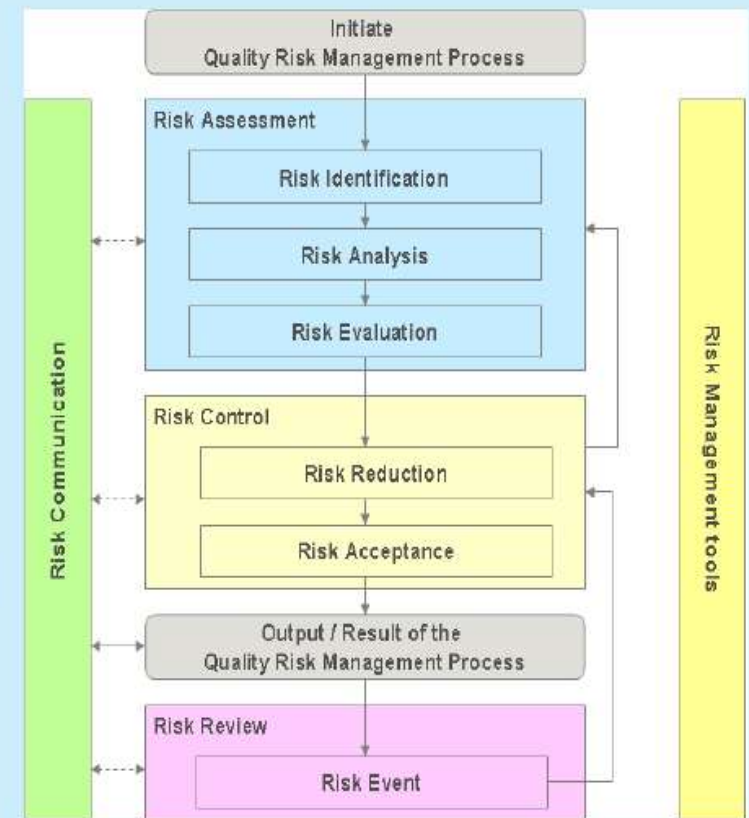 Initiate
Quality Risk Management Process
Risk Assessment
Risk Identification
Risk Analysis
Risk Evaluation
Risk Control
Risk Reduction
Risk Acceptance
Output / Result of the
Quality Risk Management Process
Risk Review
Risk Event
Risk Communication
Risk Management tools